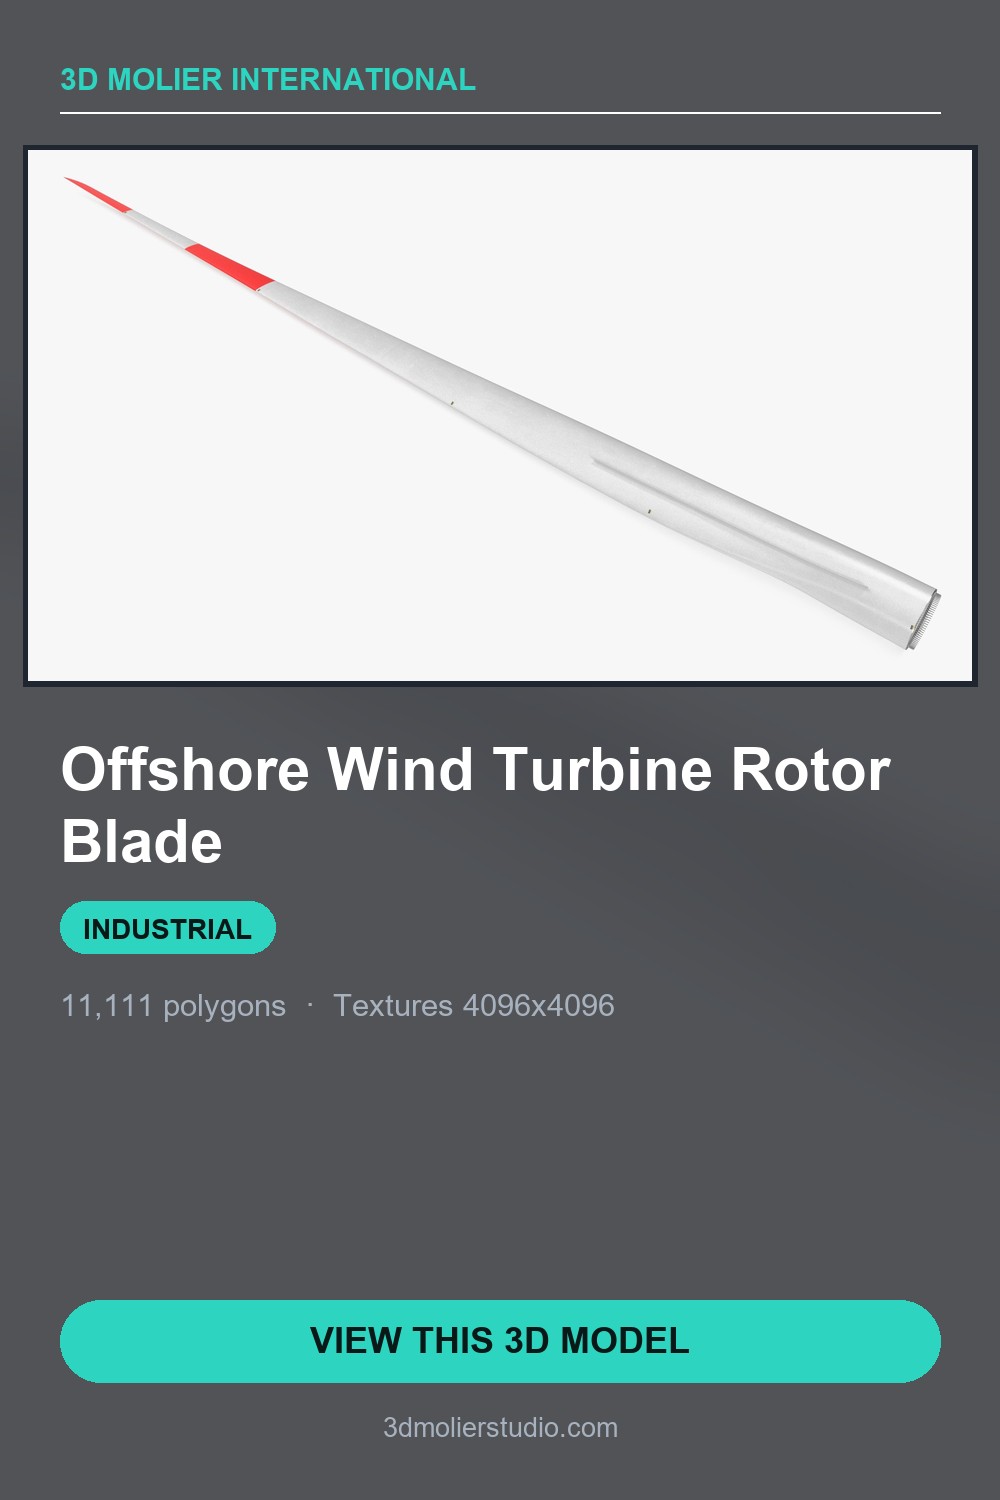 3D MOLIER INTERNATIONAL
Offshore Wind Turbine Rotor
Blade
INDUSTRIAL
11,111 polygons · Textures 4096x4096
VIEW THIS 3D MODEL
3dmolierstudio.com